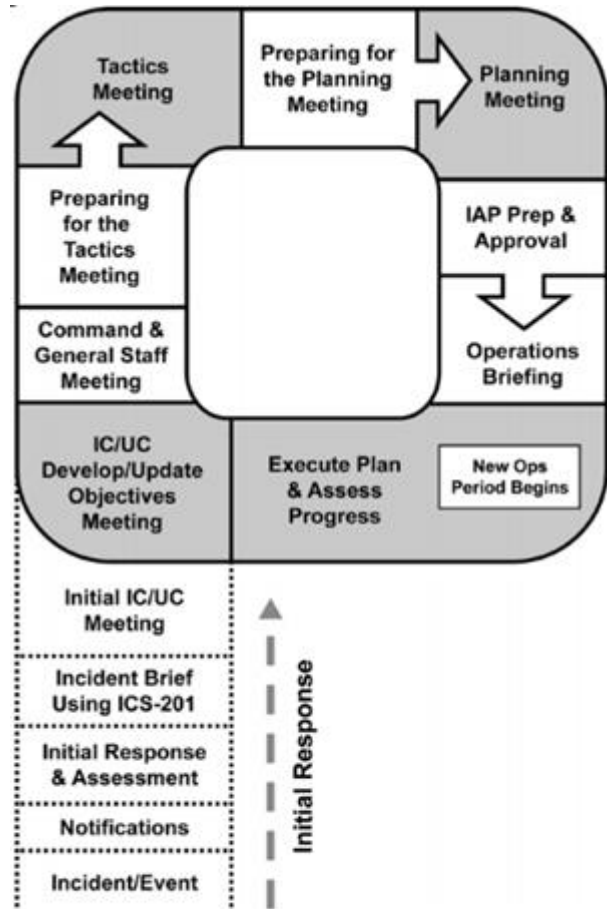 Tactics
Meeting
Preparing for
the Planning
Meeting
Planning
Meeting
Preparing
for the
Tactics
Meeting
IAP Prep &
Approval
Command &
General Staff
Meeting
Operations
Briefing
IC/UC
Develop/Update
Objectives
Meeting
Execute Plan
& Assess
Progress
New Ops
Period Begins
Initial IC/UC
Meeting
Incident Brief
Using ICS-201
Initial Response
& Assessment
Notifications
Incident/Event
Initial Response